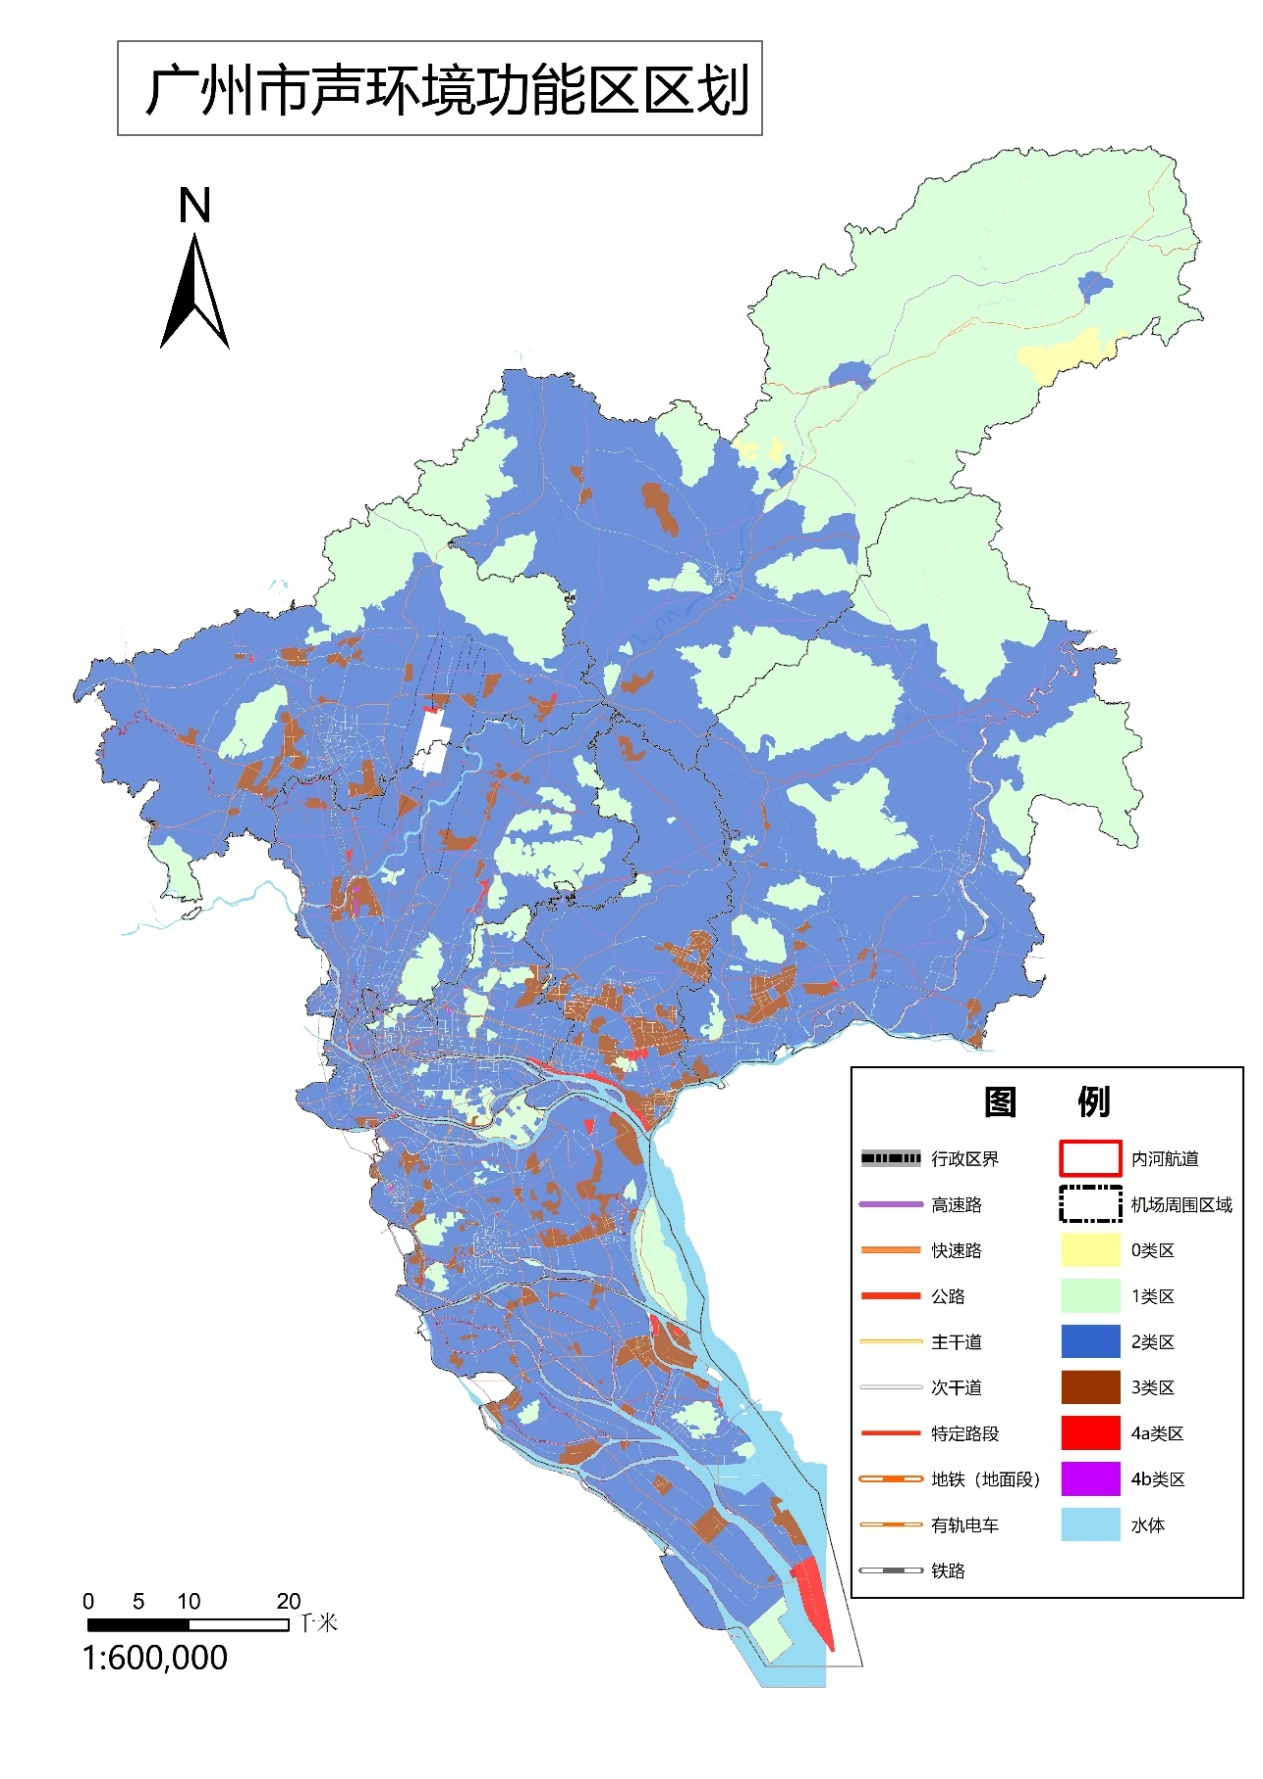 广州市声环境功能区区划
N
图 例
行政区界
内河航道
高速路
机场周围区域
快速路
0类区
公路
1类区
主干道
2类区
次干道
3类区
特定路段
4a类区
地铁（地面段）
4b类区
有轨电车
水体
铁路
0 5 10 20
千米
1:600,000